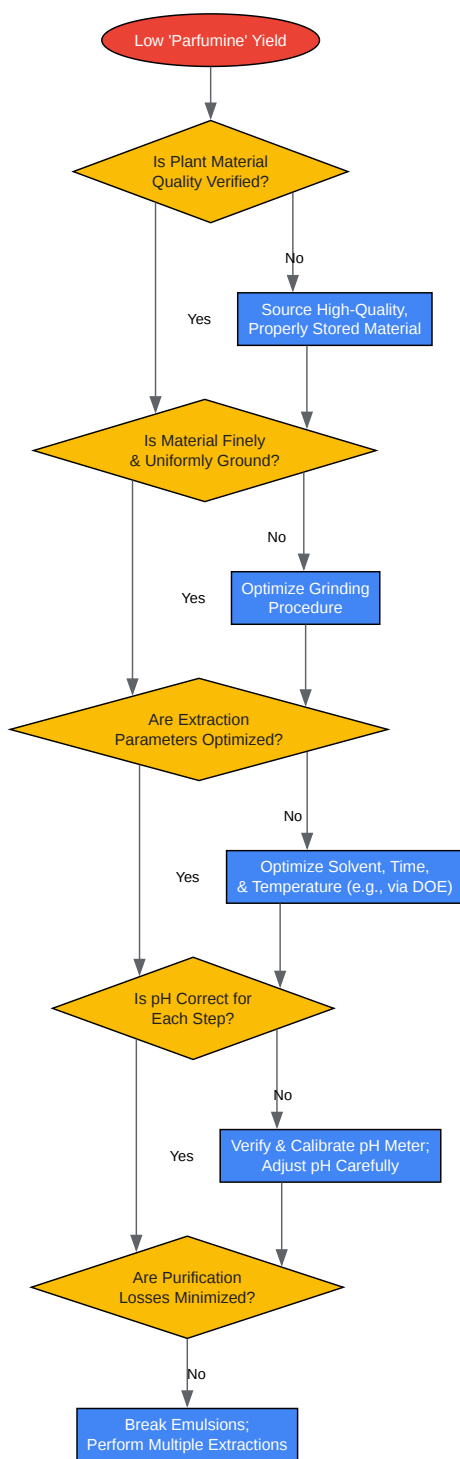 Low 'Parfumine' Yield
Is Plant Material
Quality Verified?
No
Yes
Source High-Quality,
Properly Stored Material
Is Material Finely
& Uniformly Ground?
No
Yes
Optimize Grinding
Procedure
Are Extraction
Parameters Optimized?
No
Yes
Optimize Solvent, Time,
& Temperature (e.g., via DOE)
Is pH Correct for
Each Step?
No
Yes
Verify & Calibrate pH Meter;
Adjust pH Carefully
Are Purification
Losses Minimized?
No
Break Emulsions;
Perform Multiple Extractions